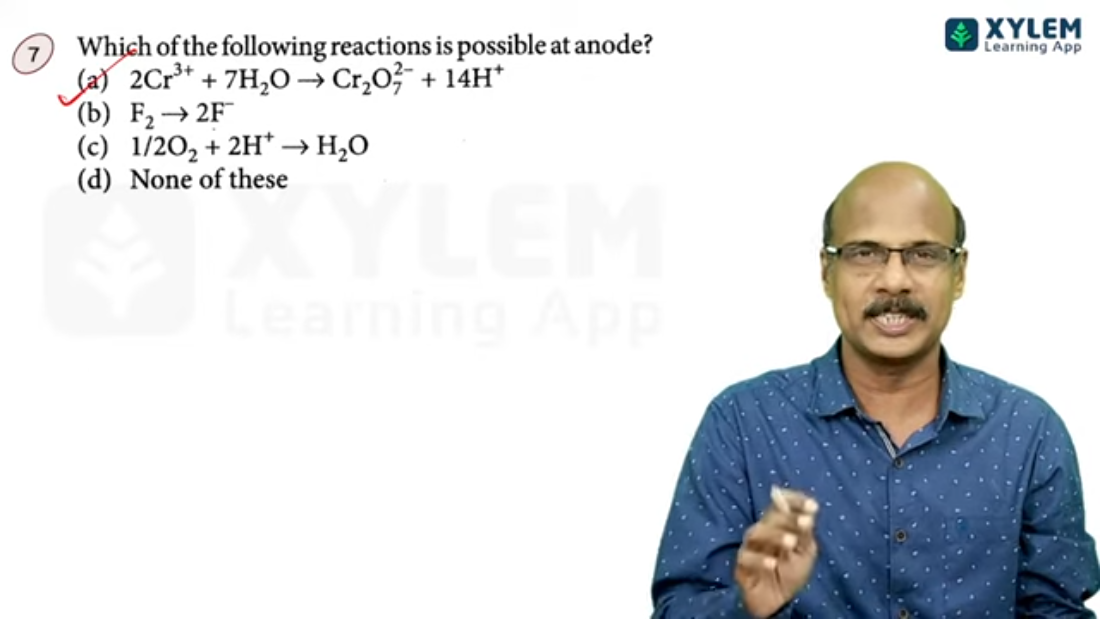 XYLEM
Learning App
7 Which of the following reactions is possible at anode?
(a) 2Cr³⁺ + 7H₂O → Cr₂O₇²⁻ + 14H⁺
(b) F₂ → 2F⁻
(c) 1/2O₂ + 2H⁺ → H₂O
(d) None of these
XYLEM
Learning App